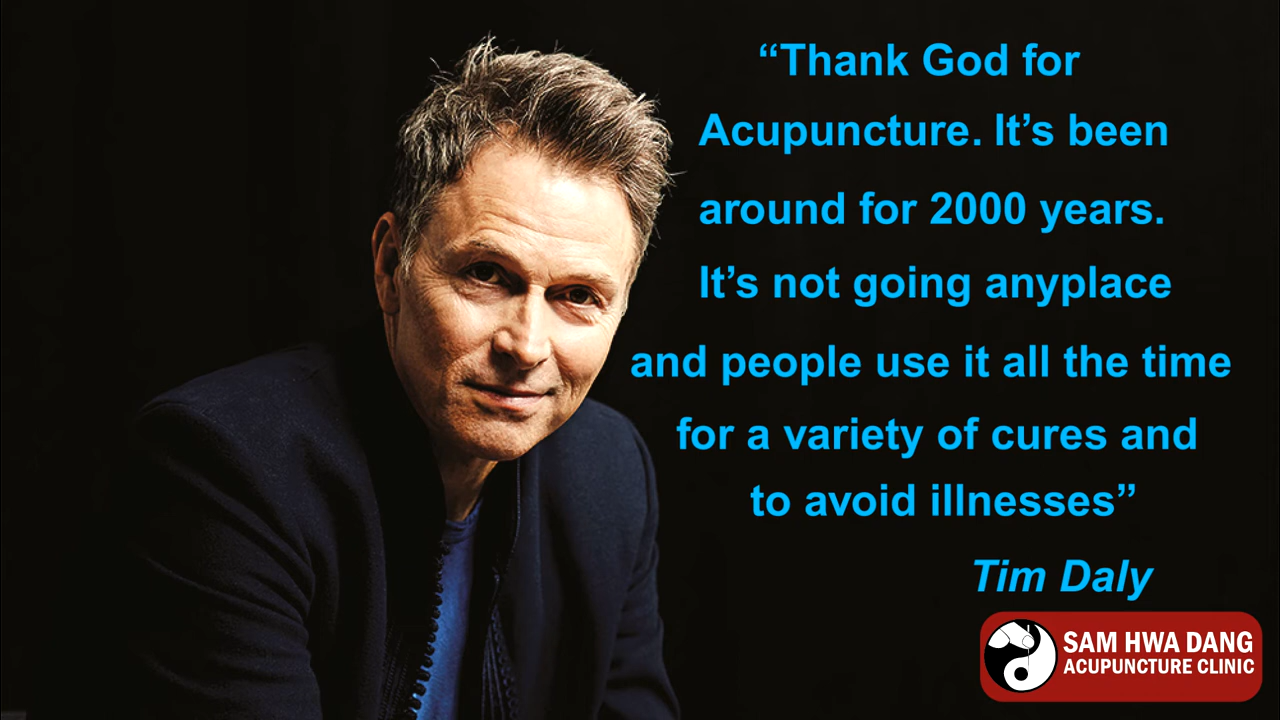 “Thank God for
Acupuncture. It’s been
around for 2000 years.
It’s not going anyplace
and people use it all the time
for a variety of cures and
to avoid illnesses”
Tim Daly
SAM HWA DANG
ACUPUNCTURE CLINIC